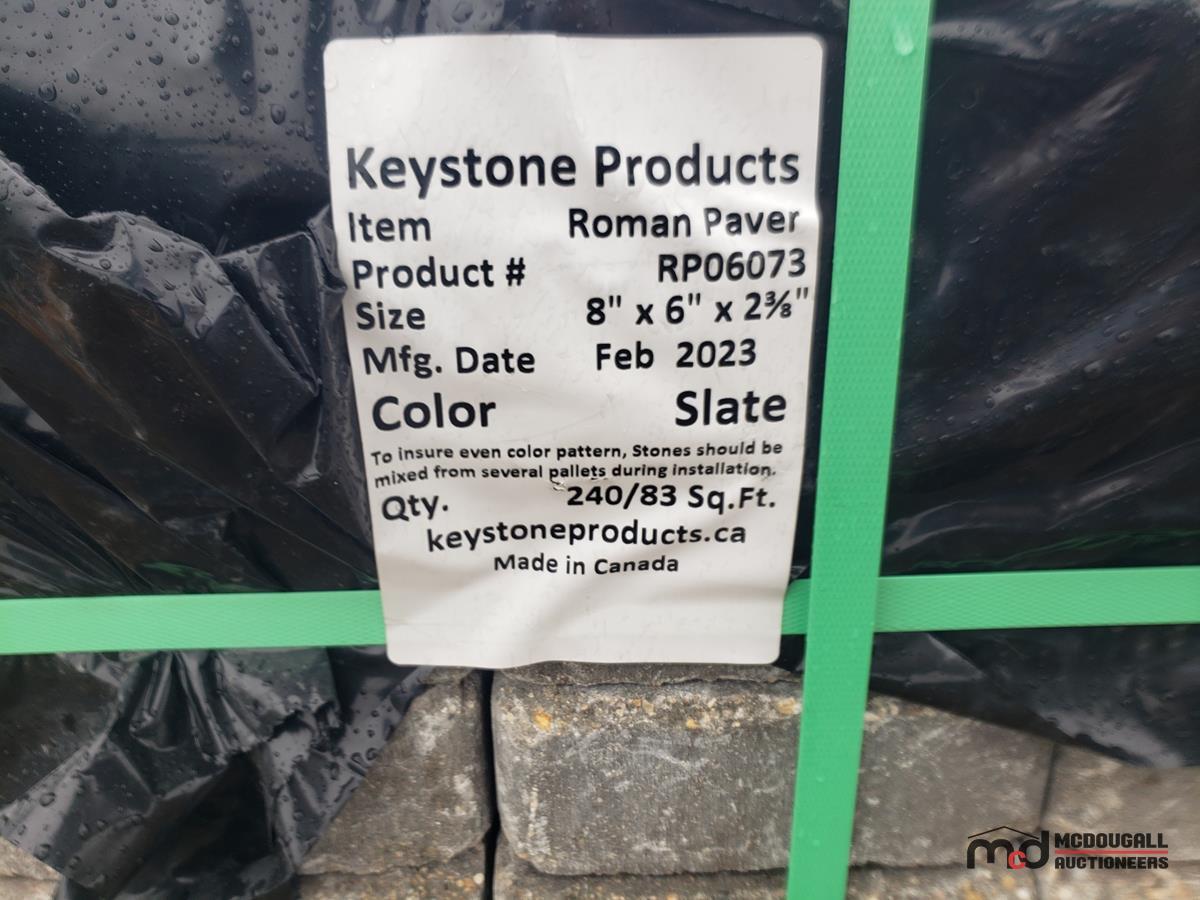 Keystone Products
Item Roman Paver
Product # RP06073
Size 8" x 6" x 2⅜"
Mfg. Date Feb 2023
Color Slate
To insure even color pattern, Stones should be
mixed from several pallets during installation.
Qty. 240/83 Sq.Ft.
keystoneproducts.ca
Made in Canada
mcd MCDOUGALL
AUCTIONEERS